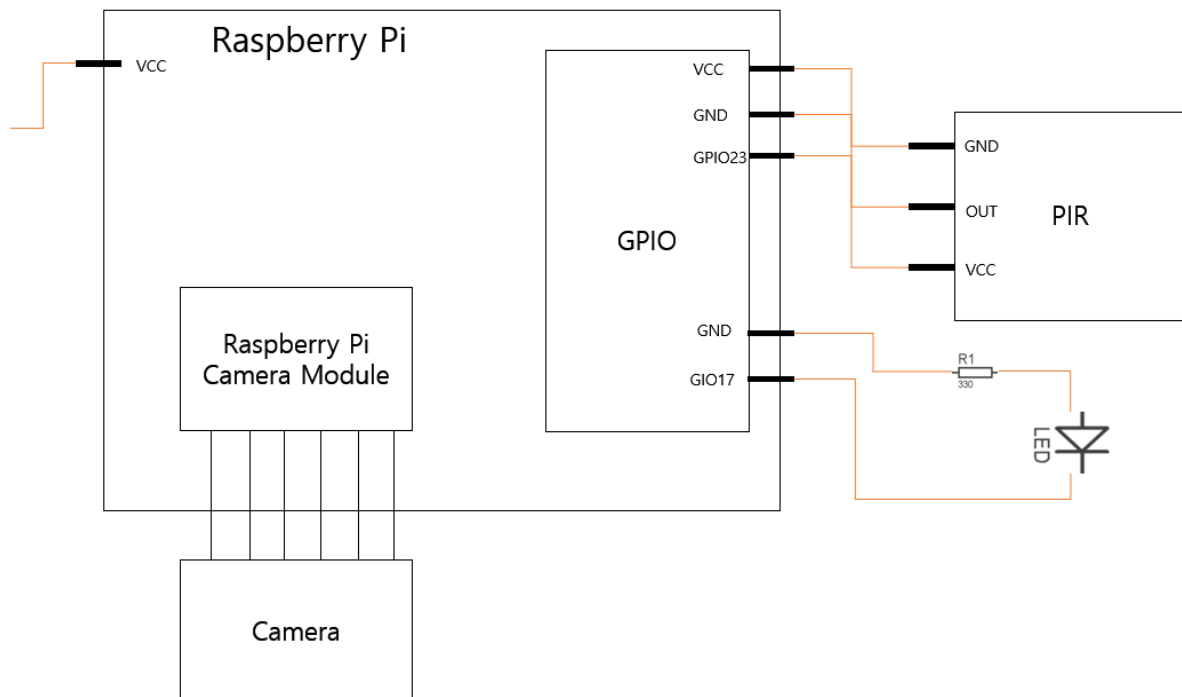 Raspberry Pi
VCC
VCC
GND
GPIO23
GPIO
GND
GIO17
GND
OUT
PIR
VCC
R1
330
LED
Raspberry Pi
Camera Module
Camera